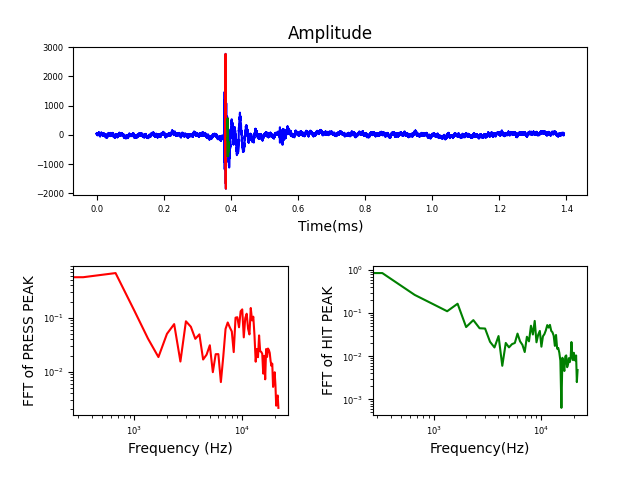 Amplitude
3000
2000
1000
0
−1000
−2000
0.0 0.2 0.4 0.6 0.8 1.0 1.2 1.4
Time(ms)
FFT of PRESS PEAK
10⁻¹
10⁻²
10³ 10⁴
Frequency (Hz)
FFT of HIT PEAK
10⁰
10⁻¹
10⁻²
10⁻³
10³ 10⁴
Frequency(Hz)